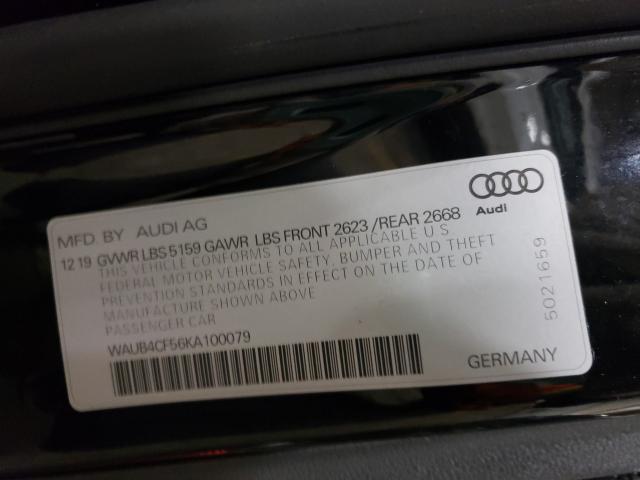 MFD. BY AUDI AG
Audi
12 19 GVWR LBS 5159 GAWR LBS FRONT 2623 /REAR 2668
THIS VEHICLE CONFORMS TO ALL APPLICABLE U S
FEDERAL MOTOR VEHICLE SAFETY, BUMPER AND THEFT
PREVENTION STANDARDS IN EFFECT ON THE DATE OF
MANUFACTURE SHOWN ABOVE
PASSENGER CAR
WAUB4CF56KA100079
GERMANY
5021659